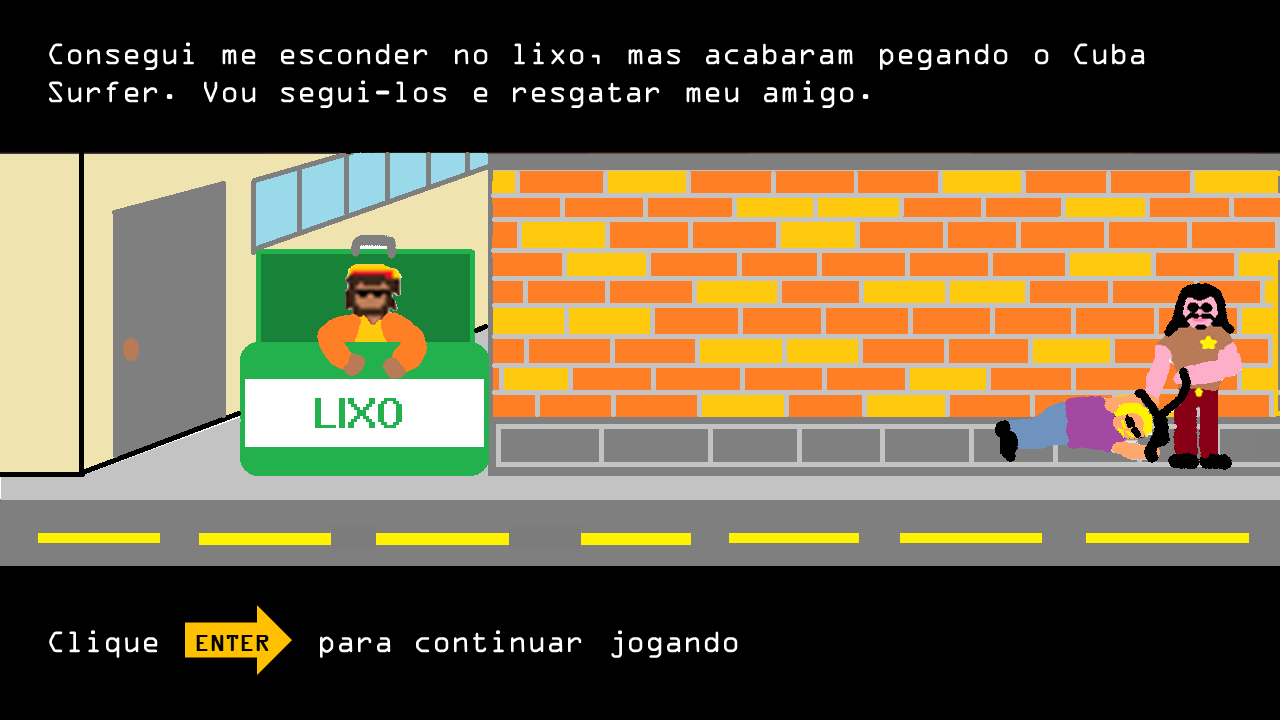 Consegui me esconder no lixo, mas acabaram pegando o Cuba
Surfer. Vou segui-los e resgatar meu amigo.
LIXO
Clique ENTER para continuar jogando